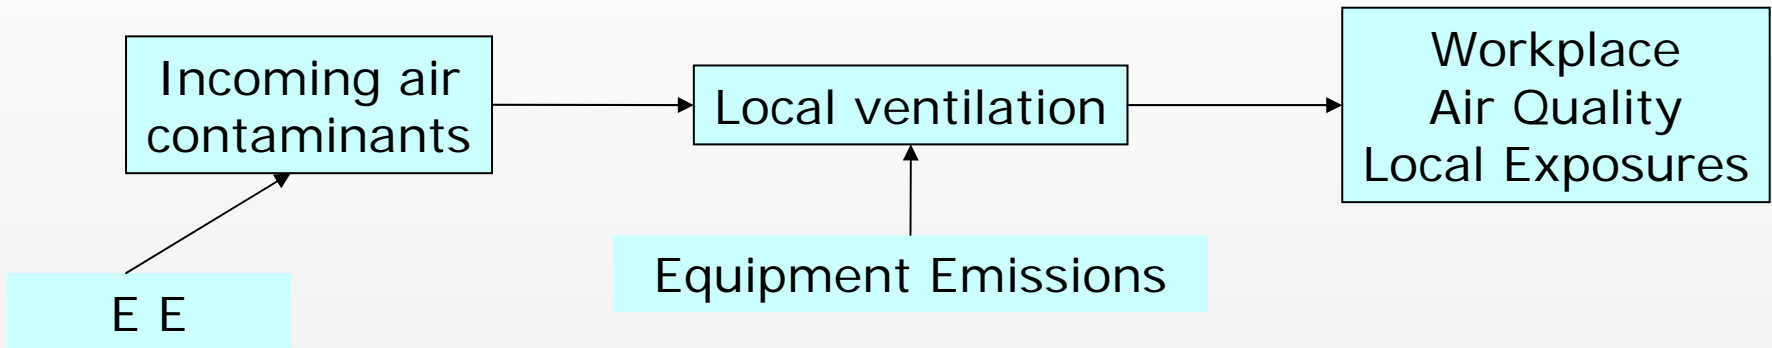 Incoming air
contaminants
Local ventilation
Workplace
Air Quality
Local Exposures
Equipment Emissions
E E